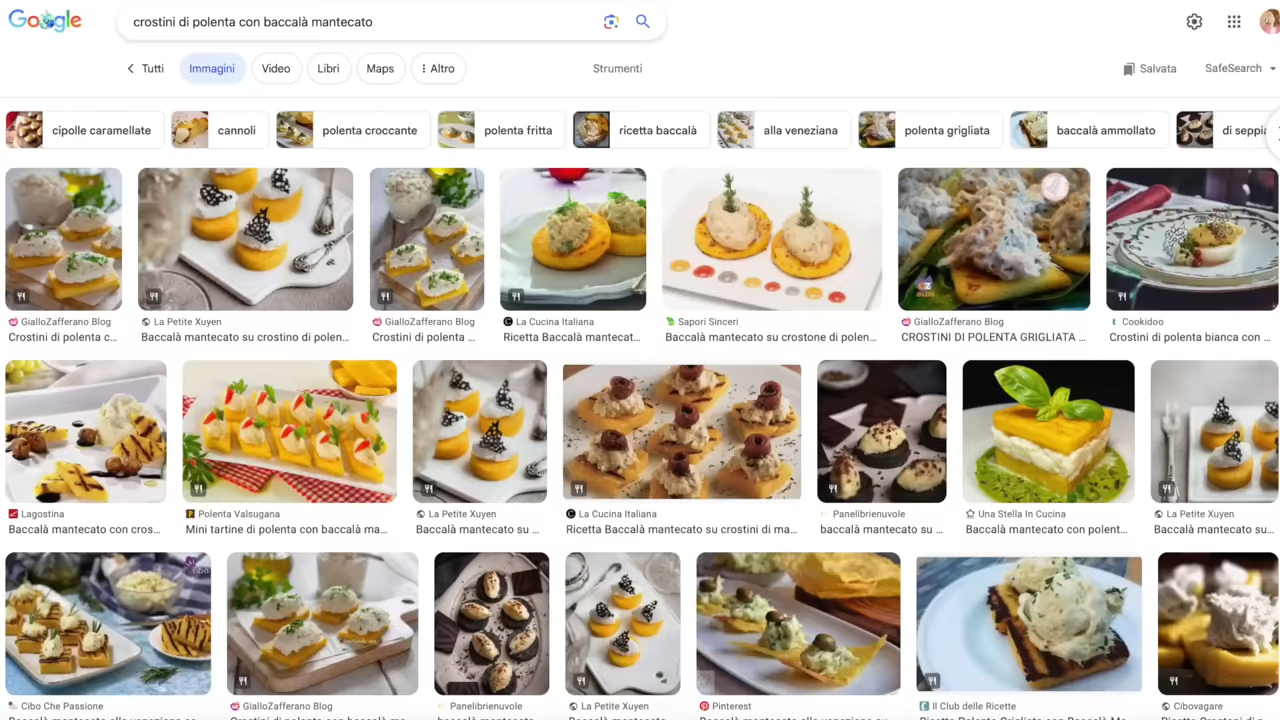 Google
crostini di polenta con baccalà mantecato
Tutti
Immagini
Video
Libri
Maps
Altro
Strumenti
Salvata
SafeSearch
cipolle caramellate
cannoli
polenta croccante
polenta fritta
ricetta baccalà
alla veneziana
polenta grigliata
baccalà ammollato
di seppia
GialloZafferano Blog
Crostini di polenta c...
La Petite Xuyen
Baccalà mantecato su crostino di polen...
GialloZafferano Blog
Crostini di polenta ...
La Cucina Italiana
Ricetta Baccalà mantecat...
Sapori Sinceri
Baccalà mantecato su crostone di polen...
GialloZafferano Blog
CROSTINI DI POLENTA GRIGLIATA ...
Cookidoo
Crostini di polenta bianca con ...
Lagostina
Baccalà mantecato con cros...
Polenta Valsugana
Mini tartine di polenta con baccalà ma...
La Petite Xuyen
Baccalà mantecato su ...
La Cucina Italiana
Ricetta Baccalà mantecato su crostini di ma...
Panelibrienuvole
baccalà mantecato su ...
Una Stella In Cucina
Baccalà mantecato con polent...
La Petite Xuyen
Baccalà mantecato su...
Cibo Che Passione
GialloZafferano Blog
Panelibrienuvole
La Petite Xuyen
Pinterest
Il Club delle Ricette
Cibovagare